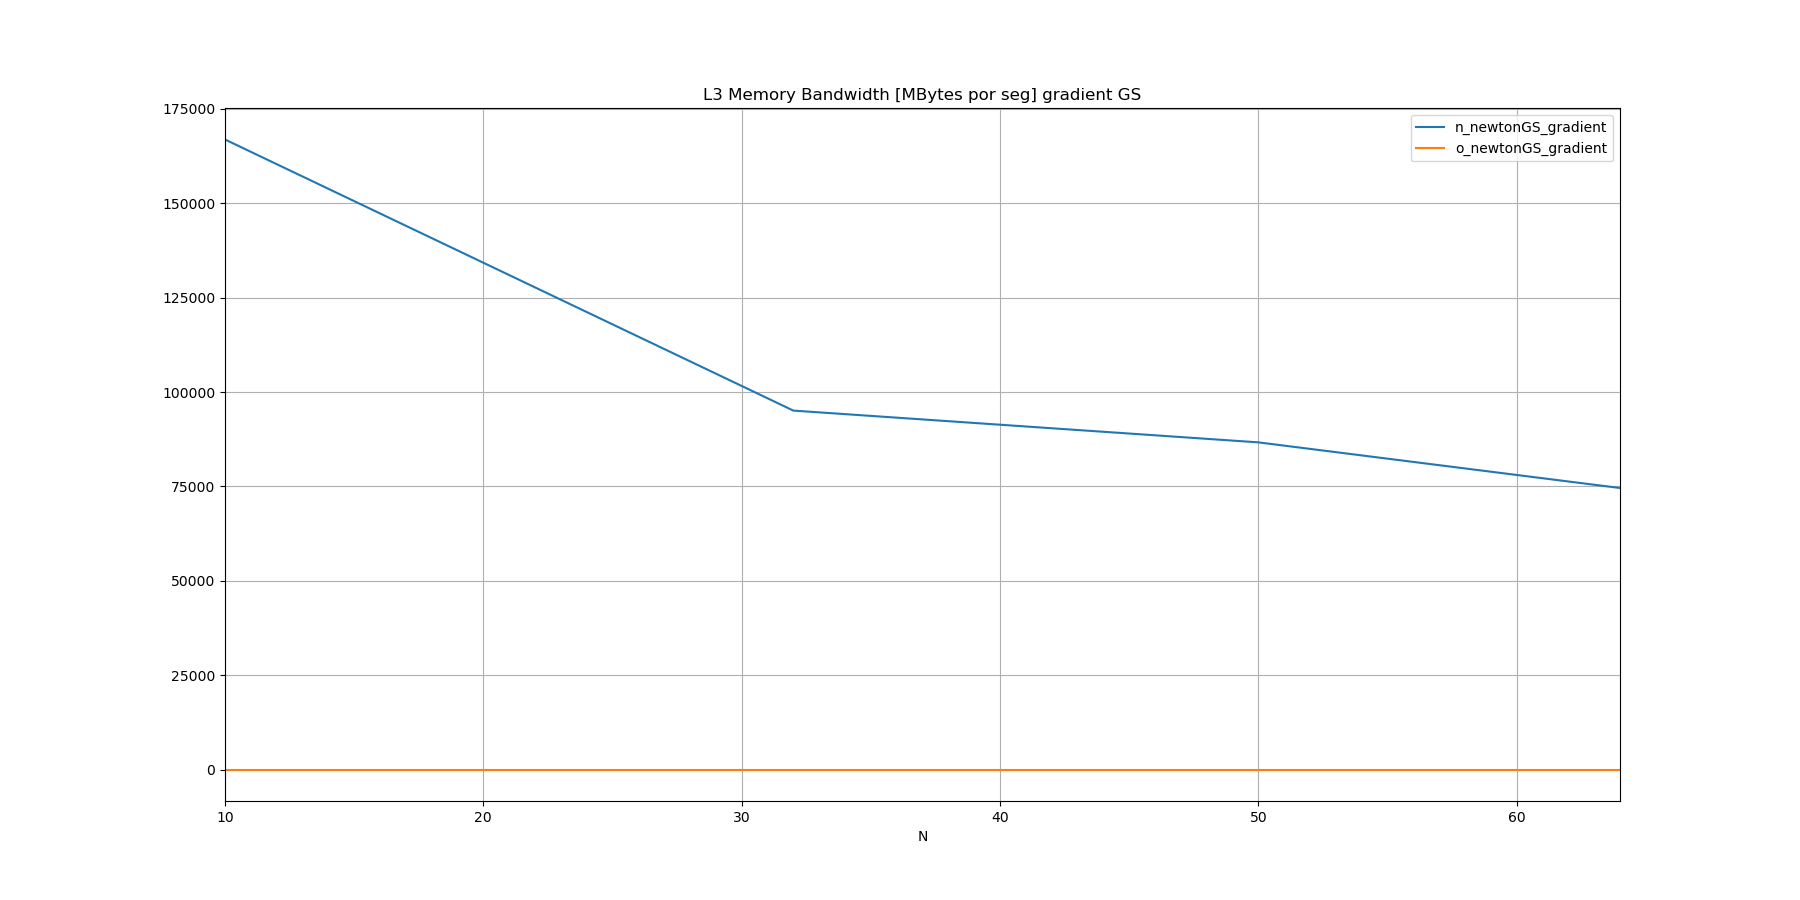 L3 Memory Bandwidth [MBytes por seg] gradient GS
n_newtonGS_gradient
o_newtonGS_gradient
175000
150000
125000
100000
75000
50000
25000
0
10 20 30 40 50 60
N